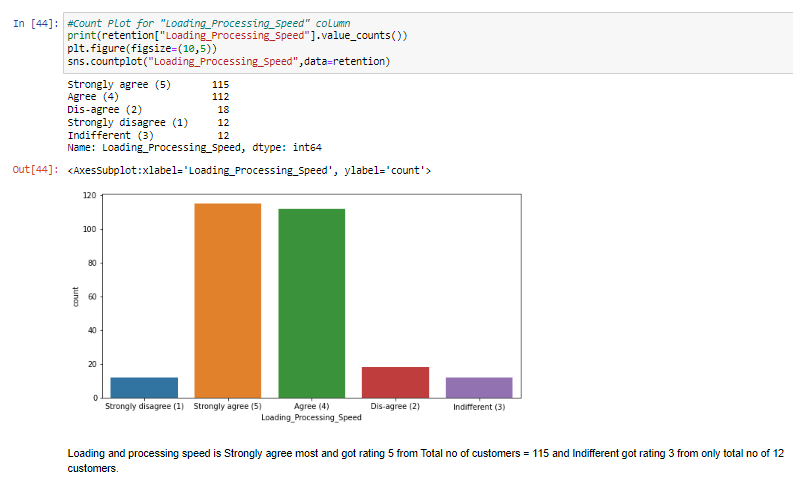 In [44]: #Count Plot for "Loading_Processing_Speed" column
print(retention["Loading_Processing_Speed"].value_counts())
plt.figure(figsize=(10,5))
sns.countplot("Loading_Processing_Speed",data=retention)
Strongly agree (5) 115
Agree (4) 112
Dis-agree (2) 18
Strongly disagree (1) 12
Indifferent (3) 12
Name: Loading_Processing_Speed, dtype: int64
Out[44]: <AxesSubplot:xlabel='Loading_Processing_Speed', ylabel='count'>
120
100
80
60
40
20
0
count
Strongly disagree (1) Strongly agree (5) Agree (4) Dis-agree (2) Indifferent (3)
Loading_Processing_Speed
Loading and processing speed is Strongly agree most and got rating 5 from Total no of customers = 115 and Indifferent got rating 3 from only total no of 12
customers.